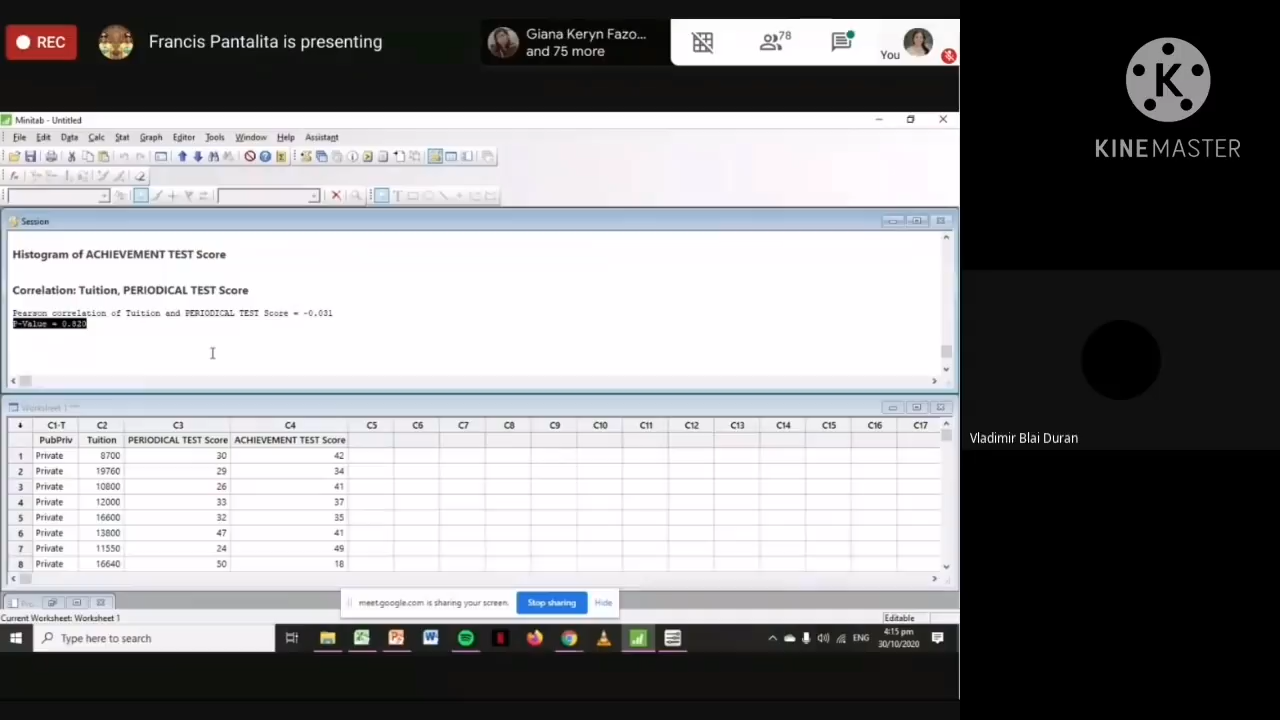 REC
Francis Pantalita is presenting
Giana Keryn Fazo...
and 75 more
78
You
K
KINEMASTER
Minitab - Untitled
File Edit Data Calc Stat Graph Editor Tools Window Help Assistant
Session
Histogram of ACHIEVEMENT TEST Score
Correlation: Tuition, PERIODICAL TEST Score
Pearson correlation of Tuition and PERIODICAL TEST Score = -0.031
P-Value = 0.820
Worksheet 1 ***
C1-T C2 C3 C4 C5 C6 C7 C8 C9 C10 C11 C12 C13 C14 C15 C16 C17
PubPriv Tuition PERIODICAL TEST Score ACHIEVEMENT TEST Score
1 Private 8700 30 42
2 Private 19760 29 34
3 Private 10800 26 41
4 Private 12000 33 37
5 Private 16600 32 35
6 Private 13800 47 41
7 Private 11550 24 49
8 Private 16640 50 18
Vladimir Blai Duran
meet.google.com is sharing your screen. Stop sharing Hide
Current Worksheet: Worksheet 1
Editable
Type here to search
ENG
4:15 pm
30/10/2020